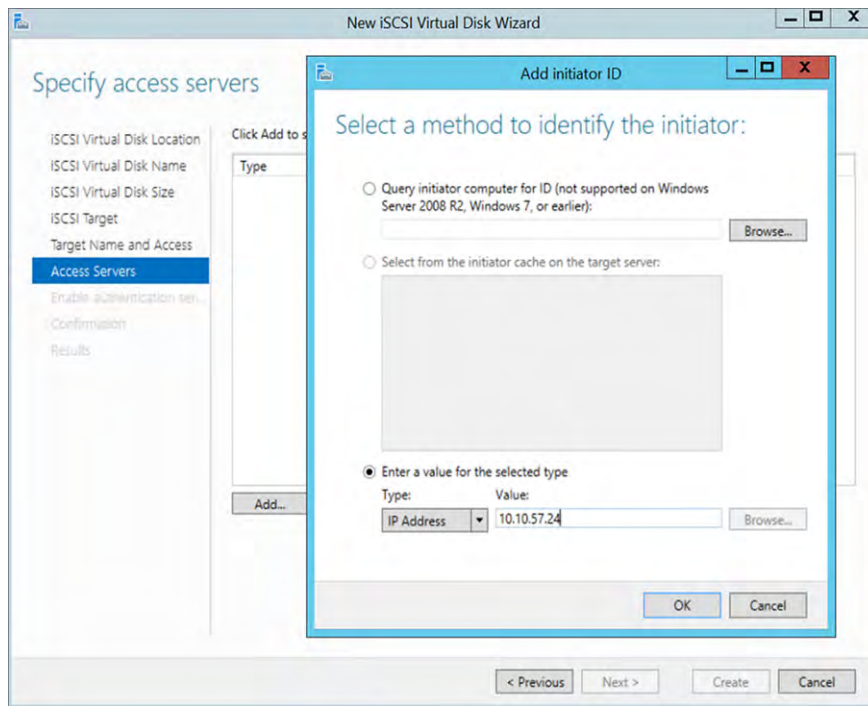 New iSCSI Virtual Disk Wizard
Specify access servers
iSCSI Virtual Disk Location
iSCSI Virtual Disk Name
iSCSI Virtual Disk Size
iSCSI Target
Target Name and Access
Access Servers
Enable authentication ser...
Confirmation
Results
Click Add to s
Type
Add...
Add initiator ID
Select a method to identify the initiator:
Query initiator computer for ID (not supported on Windows
Server 2008 R2, Windows 7, or earlier):
Browse...
Select from the initiator cache on the target server:
Enter a value for the selected type
Type: Value:
IP Address 10.10.57.24 Browse...
OK Cancel
< Previous Next > Create Cancel